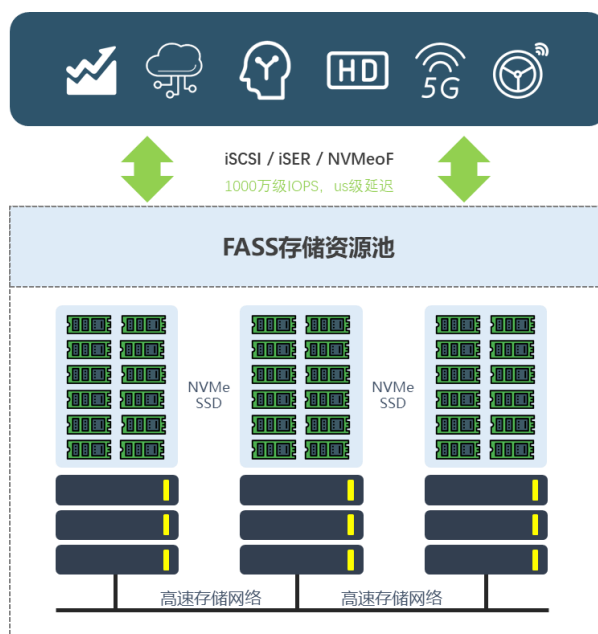 HD
5G
iSCSI / iSER / NVMeoF
1000万级IOPS，us级延迟
FASS存储资源池
NVMe
SSD
NVMe
SSD
高速存储网络
高速存储网络